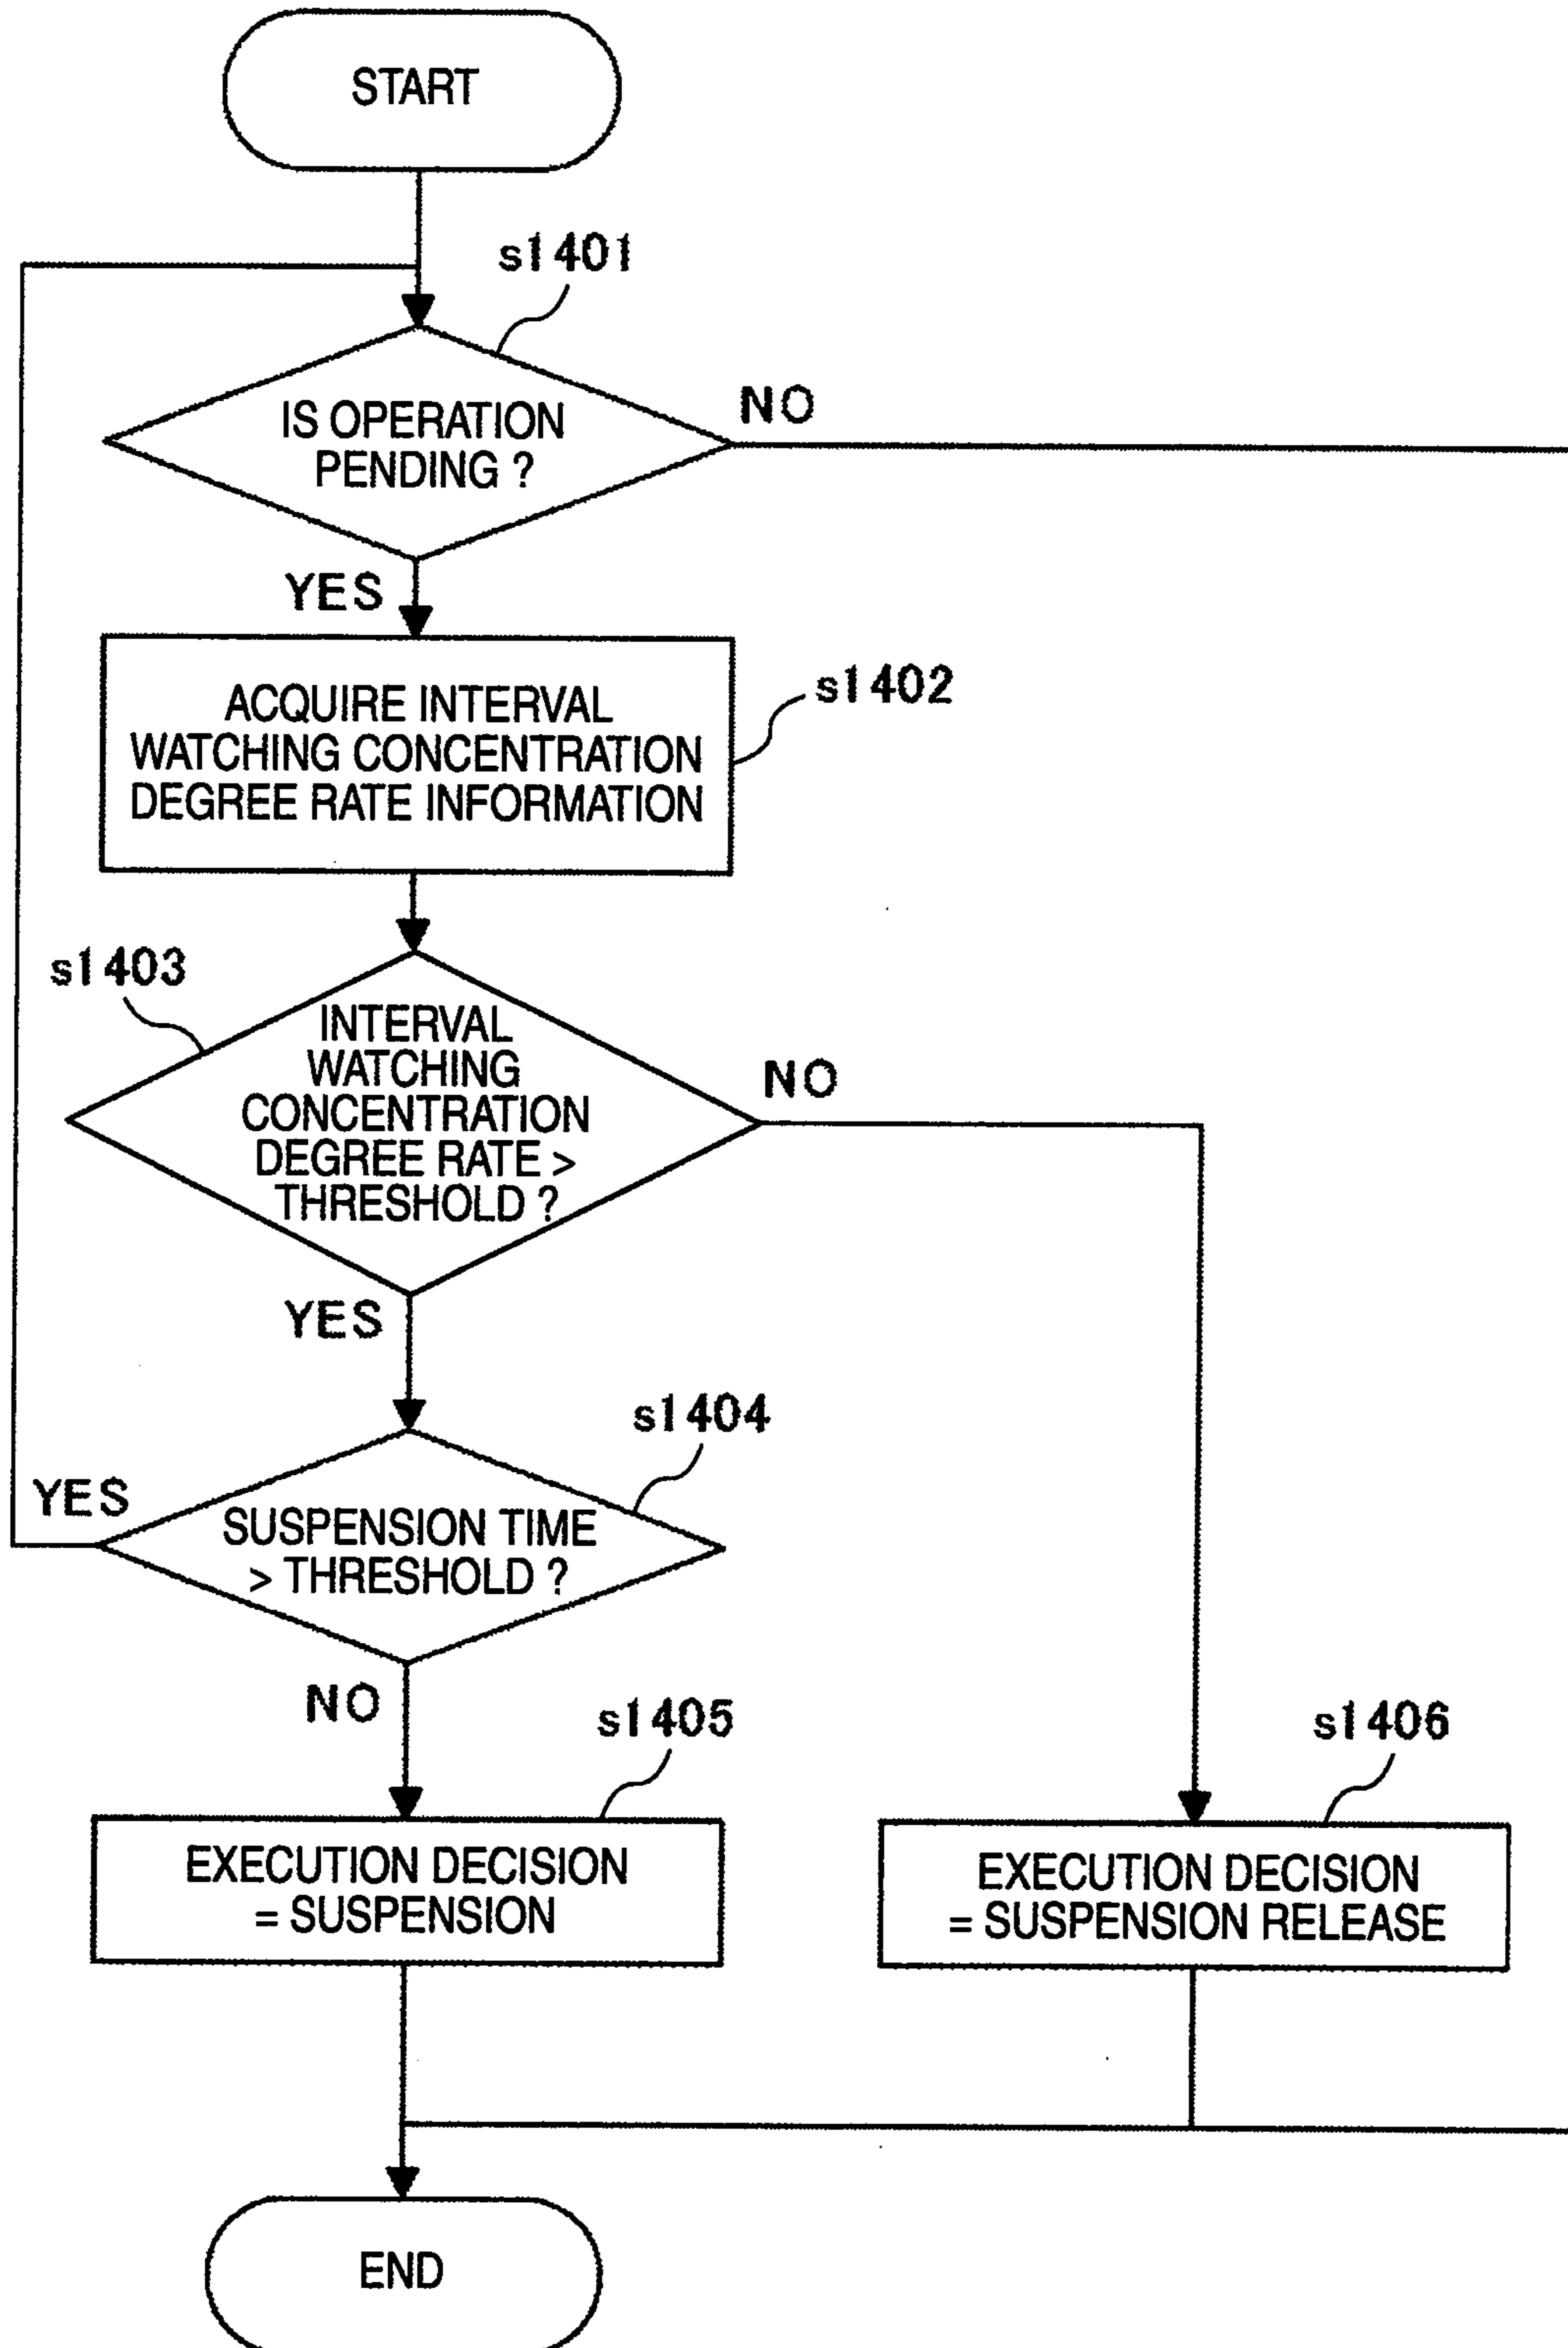 START
s1401
IS OPERATION
PENDING ?
NO
YES
ACQUIRE INTERVAL
WATCHING CONCENTRATION
DEGREE RATE INFORMATION
s1402
s1403
INTERVAL
WATCHING
CONCENTRATION
DEGREE RATE >
THRESHOLD ?
NO
YES
s1404
YES
SUSPENSION TIME
> THRESHOLD ?
NO
s1405
s1406
EXECUTION DECISION
= SUSPENSION
EXECUTION DECISION
= SUSPENSION RELEASE
END